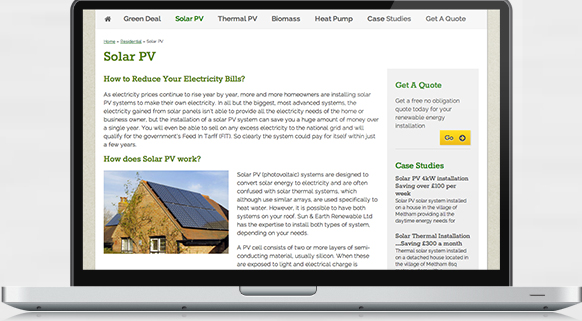 Green Deal Solar PV Thermal PV Biomass Heat Pump Case Studies Get A Quote
Home » Residential » Solar PV
Solar PV
How to Reduce Your Electricity Bills?
As electricity prices continue to rise year by year, more and more homeowners are installing solar
PV systems to make their own electricity. In all but the biggest, most advanced systems, the
electricity gained from solar panels isn't able to provide all the electricity needs of the home or
business owner, but the installation of a solar PV system can save you a huge amount of money over
a single year. You will even be able to sell on any excess electricity to the national grid and will
qualify for the government's Feed in Tariff (FIT). So clearly the system could pay for itself within just
a few years.
How does Solar PV work?
Solar PV (photovoltaic) systems are designed to
convert solar energy to electricity and are often
confused with solar thermal systems, which
although use similar arrays, are used specifically to
heat water. However, it is possible to have both
systems on your roof. Sun & Earth Renewable Ltd
has the expertise to install both types of system,
depending on your needs.
A PV cell consists of two or more layers of semi-
conducting material, usually silicon. When these
are exposed to light and electrical charge is
Get A Quote
Get a free no obligation
quote today for your
renewable energy
installation
Go
Case Studies
Solar PV 4kW installation
Saving over £100 per
week
Solar PV solar system installed
on a house in the village of
Meltham providing all the
daytime energy needs for
Solar Thermal Installation
....Saving £300 a month
Thermal solar system installed
on a detached house located in
the village of Meltham 8sq